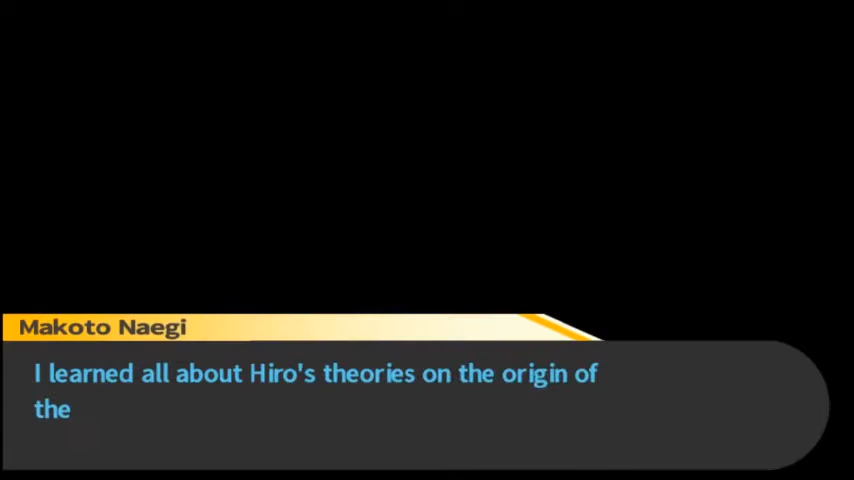 Makoto Naegi
I learned all about Hiro's theories on the origin of
the